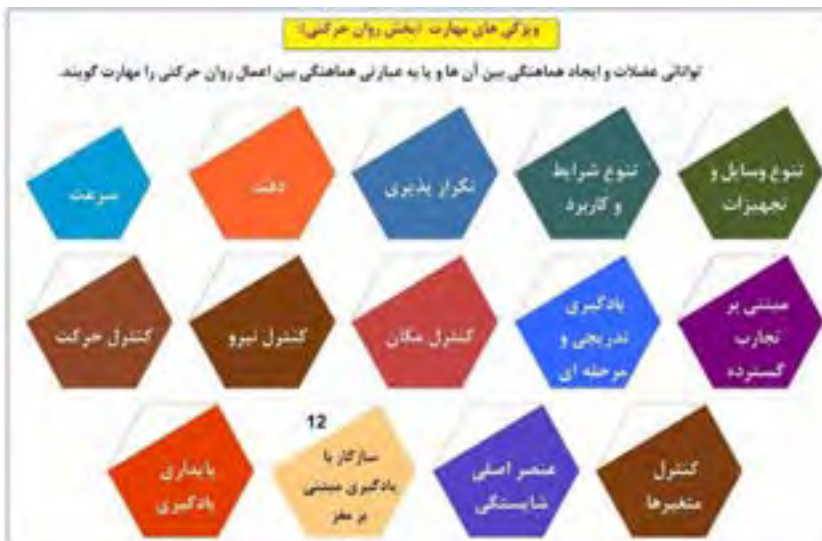 ویژگی های مهارت (بخش روان حرکتی):
توانائی عضلات و ایجاد هماهنگی بین آن ها و یا به عبارتی هماهنگی بین اعمال روان حرکتی را مهارت گویند.
تنوع وسایل و
تجهیزات
تنوع شرایط
و کاربرد
تکرار پذیری
دقت
سرعت
مبتنی بر
تجارب
گسترده
یادگیری
تدریجی و
مرحله ای
کنترل مکان
کنترل نیرو
کنترل حرکت
کنترل
متغیرها
عنصر اصلی
شایستگی
12
سازگار با
یادگیری مبتنی
بر مغز
پایداری
یادگیری